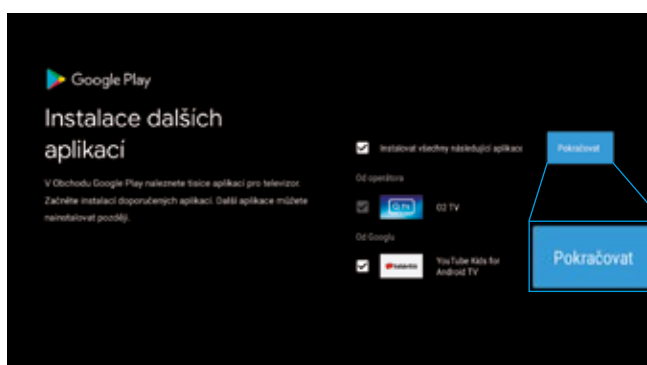 Google Play
Instalace dalších
aplikací
V Obchodu Google Play naleznete tisíce aplikací pro televizor.
Začněte instalací doporučených aplikací. Další aplikace můžete
nainstalovat později.
Instalovat všechny následující aplikace
Pokračovat
Od operátora
O2 TV
O2 TV
Od Googlu
YouTube Kids for
Android TV
Pokračovat